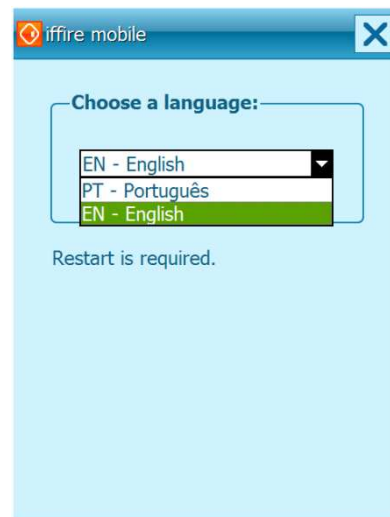 iffire mobile
Choose a language:
EN - English
PT - Português
EN - English
Restart is required.